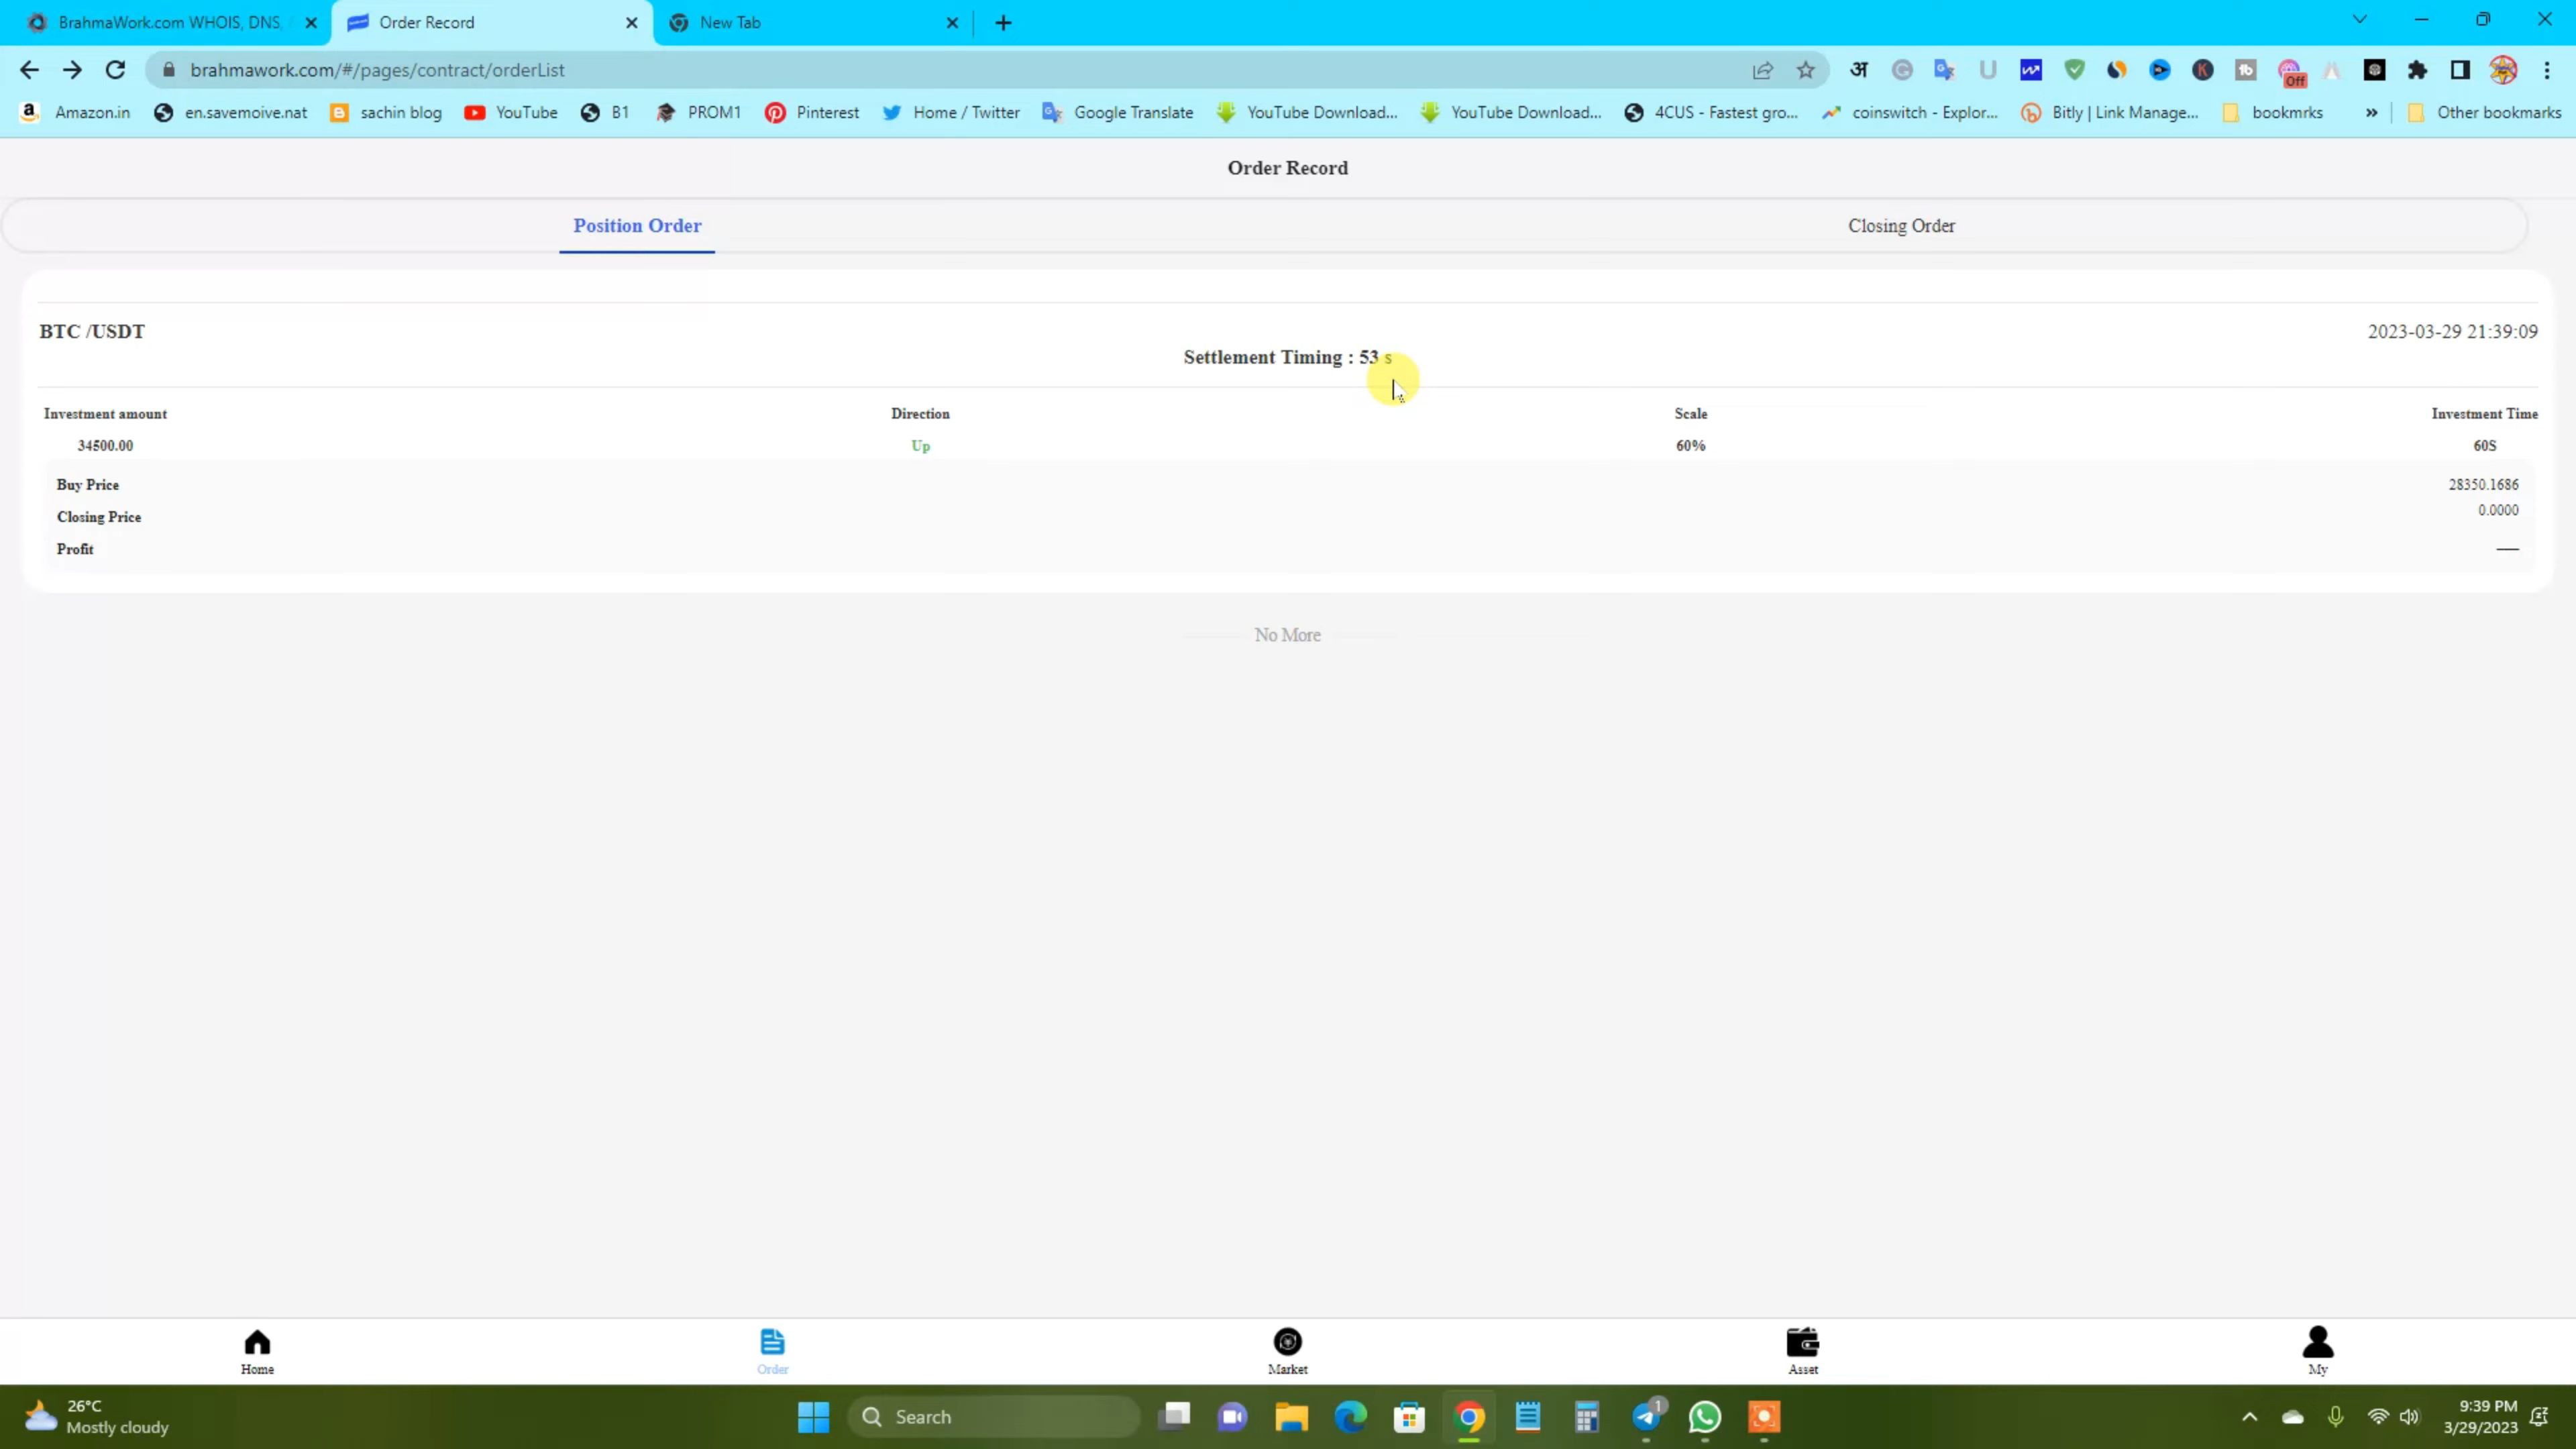 BrahmaWork.com WHOIS, DNS,
Order Record
New Tab
brahmawork.com/#/pages/contract/orderList
अ
Off
Amazon.in
en.savemoive.nat
sachin blog
YouTube
B1
PROM1
Pinterest
Home / Twitter
Google Translate
YouTube Download...
YouTube Download...
4CUS - Fastest gro...
coinswitch - Explor...
Bitly | Link Manage...
bookmrks
»
Other bookmarks
Order Record
Position Order
Closing Order
BTC /USDT
2023-03-29 21:39:09
Settlement Timing : 53 s
Investment amount
Direction
Scale
Investment Time
34500.00
Up
60%
60S
Buy Price
28350.1686
Closing Price
0.0000
Profit
—
No More
Home
Order
Market
Asset
My
26°C
Mostly cloudy
Search
1
9:39 PM
3/29/2023